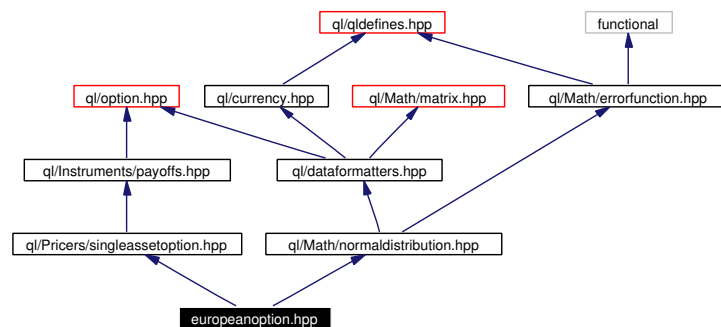 ql/qldefines.hpp
functional
ql/option.hpp
ql/currency.hpp
ql/Math/matrix.hpp
ql/Math/errorfunction.hpp
ql/Instruments/payoffs.hpp
ql/dataformatters.hpp
ql/Pricers/singleassetoption.hpp
ql/Math/normaldistribution.hpp
europeanoption.hpp